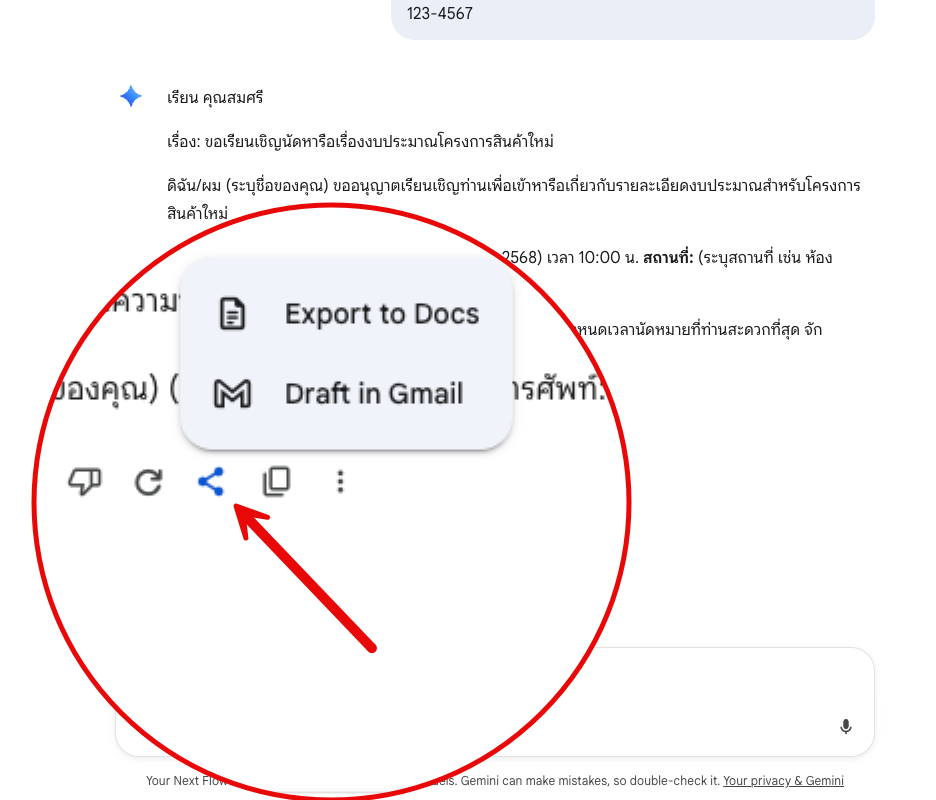 123-4567
เรียน คุณสมศรี
เรื่อง: ขอเรียนเชิญนัดหารือเรื่องงบประมาณโครงการสินค้าใหม่
ดิฉัน/ผม (ระบุชื่อของคุณ) ขออนุญาตเรียนเชิญท่านเพื่อเข้าหารือเกี่ยวกับรายละเอียดงบประมาณสำหรับโครงการ
สินค้าใหม่
2568) เวลา 10:00 น. สถานที่: (ระบุสถานที่ เช่น ห้อง
ความ
Export to Docs
หนดเวลานัดหมายที่ท่านสะดวกที่สุด จัก
ของคุณ) (
Draft in Gmail
รศัพท์:
Your Next Flow
els. Gemini can make mistakes, so double-check it. Your privacy & Gemini